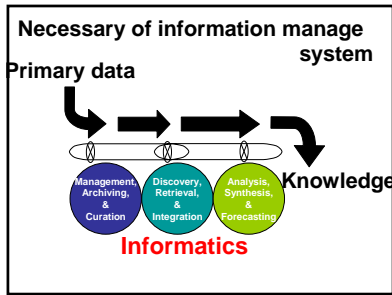 Necessary of information manage
system
Primary data
Management,
Archiving,
&
Curation
Discovery,
Retrieval,
&
Integration
Analysis,
Synthesis,
&
Forecasting
Knowledge
Informatics